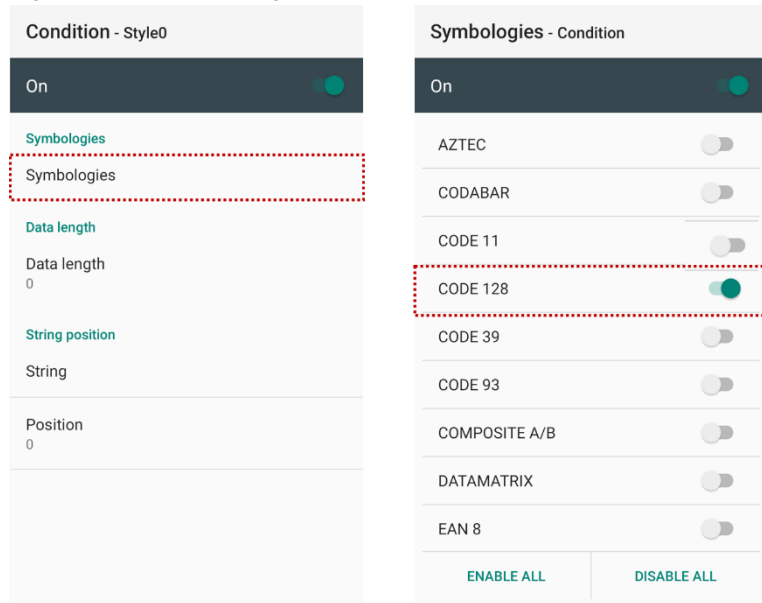 Condition - Style0
On
Symbologies
Symbologies
Data length
Data length
0
String position
String
Position
0
Symbologies - Condition
On
AZTEC
CODABAR
CODE 11
CODE 128
CODE 39
CODE 93
COMPOSITE A/B
DATAMATRIX
EAN 8
ENABLE ALL DISABLE ALL